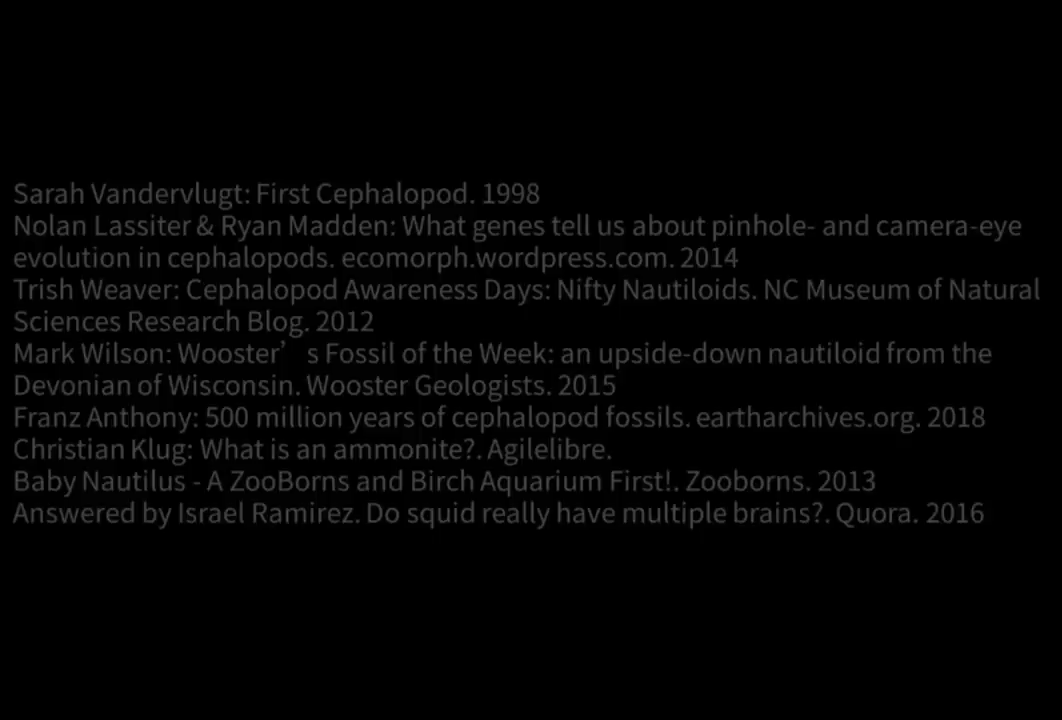 Sarah Vandervlugt: First Cephalopod. 1998
Nolan Lassiter & Ryan Madden: What genes tell us about pinhole- and camera-eye
evolution in cephalopods. ecomorph.wordpress.com. 2014
Trish Weaver: Cephalopod Awareness Days: Nifty Nautiloids. NC Museum of Natural
Sciences Research Blog. 2012
Mark Wilson: Wooster’s Fossil of the Week: an upside-down nautiloid from the
Devonian of Wisconsin. Wooster Geologists. 2015
Franz Anthony: 500 million years of cephalopod fossils. eartharchives.org. 2018
Christian Klug: What is an ammonite?. Agilelibre.
Baby Nautilus - A ZooBorns and Birch Aquarium First!. Zooborns. 2013
Answered by Israel Ramirez. Do squid really have multiple brains?. Quora. 2016